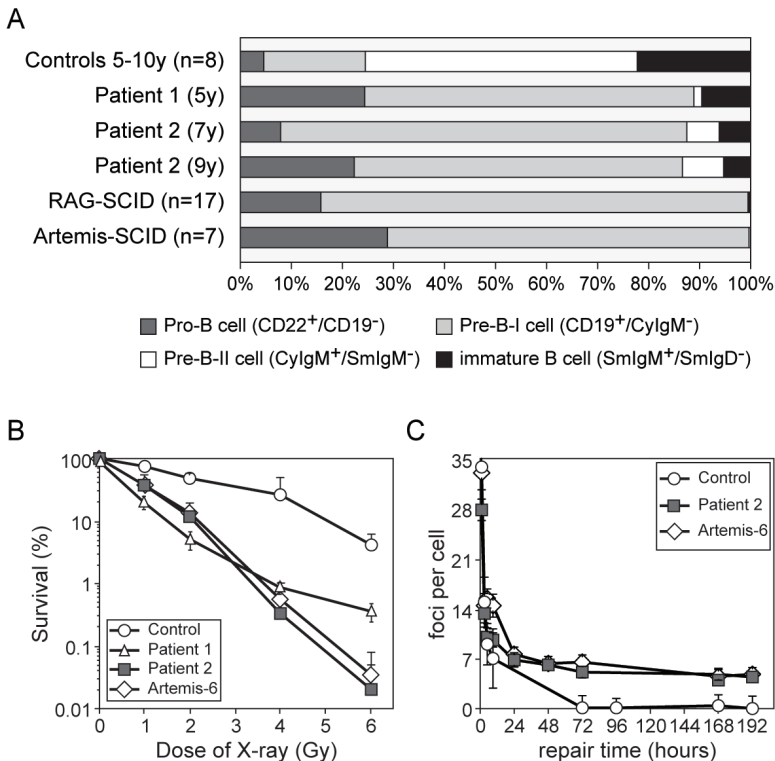 A
Controls 5-10y (n=8)
Patient 1 (5y)
Patient 2 (7y)
Patient 2 (9y)
RAG-SCID (n=17)
Artemis-SCID (n=7)
0% 10% 20% 30% 40% 50% 60% 70% 80% 90% 100%
Pro-B cell (CD22+/CD19-) Pre-B-I cell (CD19+/CyIgM-)
Pre-B-II cell (CyIgM+/SmIgM-) immature B cell (SmIgM+/SmIgD-)
B
Survival (%)
100
10
1
0.1
0.01
Control
Patient 1
Patient 2
Artemis-6
0 1 2 3 4 5 6
Dose of X-ray (Gy)
C
foci per cell
35
28
21
14
7
0
Control
Patient 2
Artemis-6
0 24 48 72 96 120 144 168 192
repair time (hours)